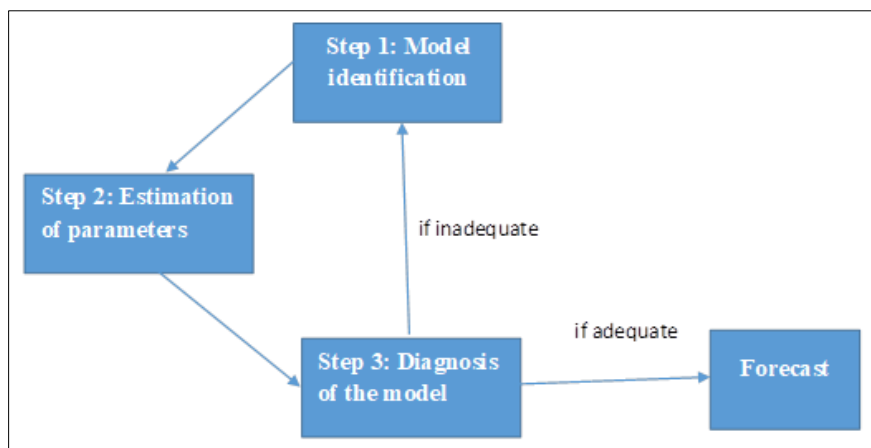 Step 1: Model
identification
Step 2: Estimation
of parameters
if inadequate
if adequate
Step 3: Diagnosis
of the model
Forecast